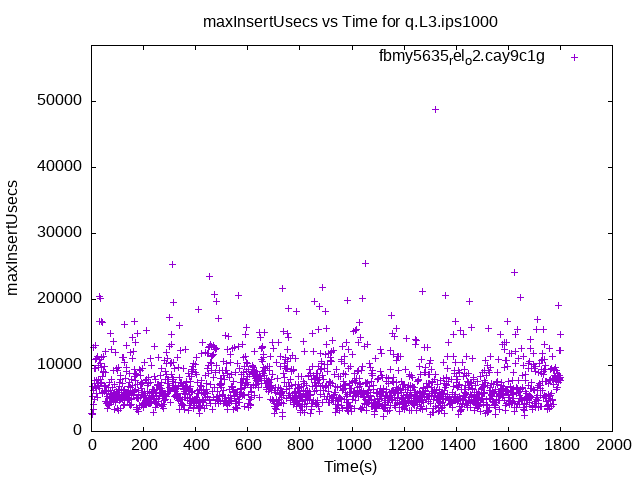 maxInsertUsecs vs Time for q.L3.ips1000
fbmy5635relo2.cay9c1g
maxInsertUsecs
50000
40000
30000
20000
10000
0
0 200 400 600 800 1000 1200 1400 1600 1800 2000
Time(s)